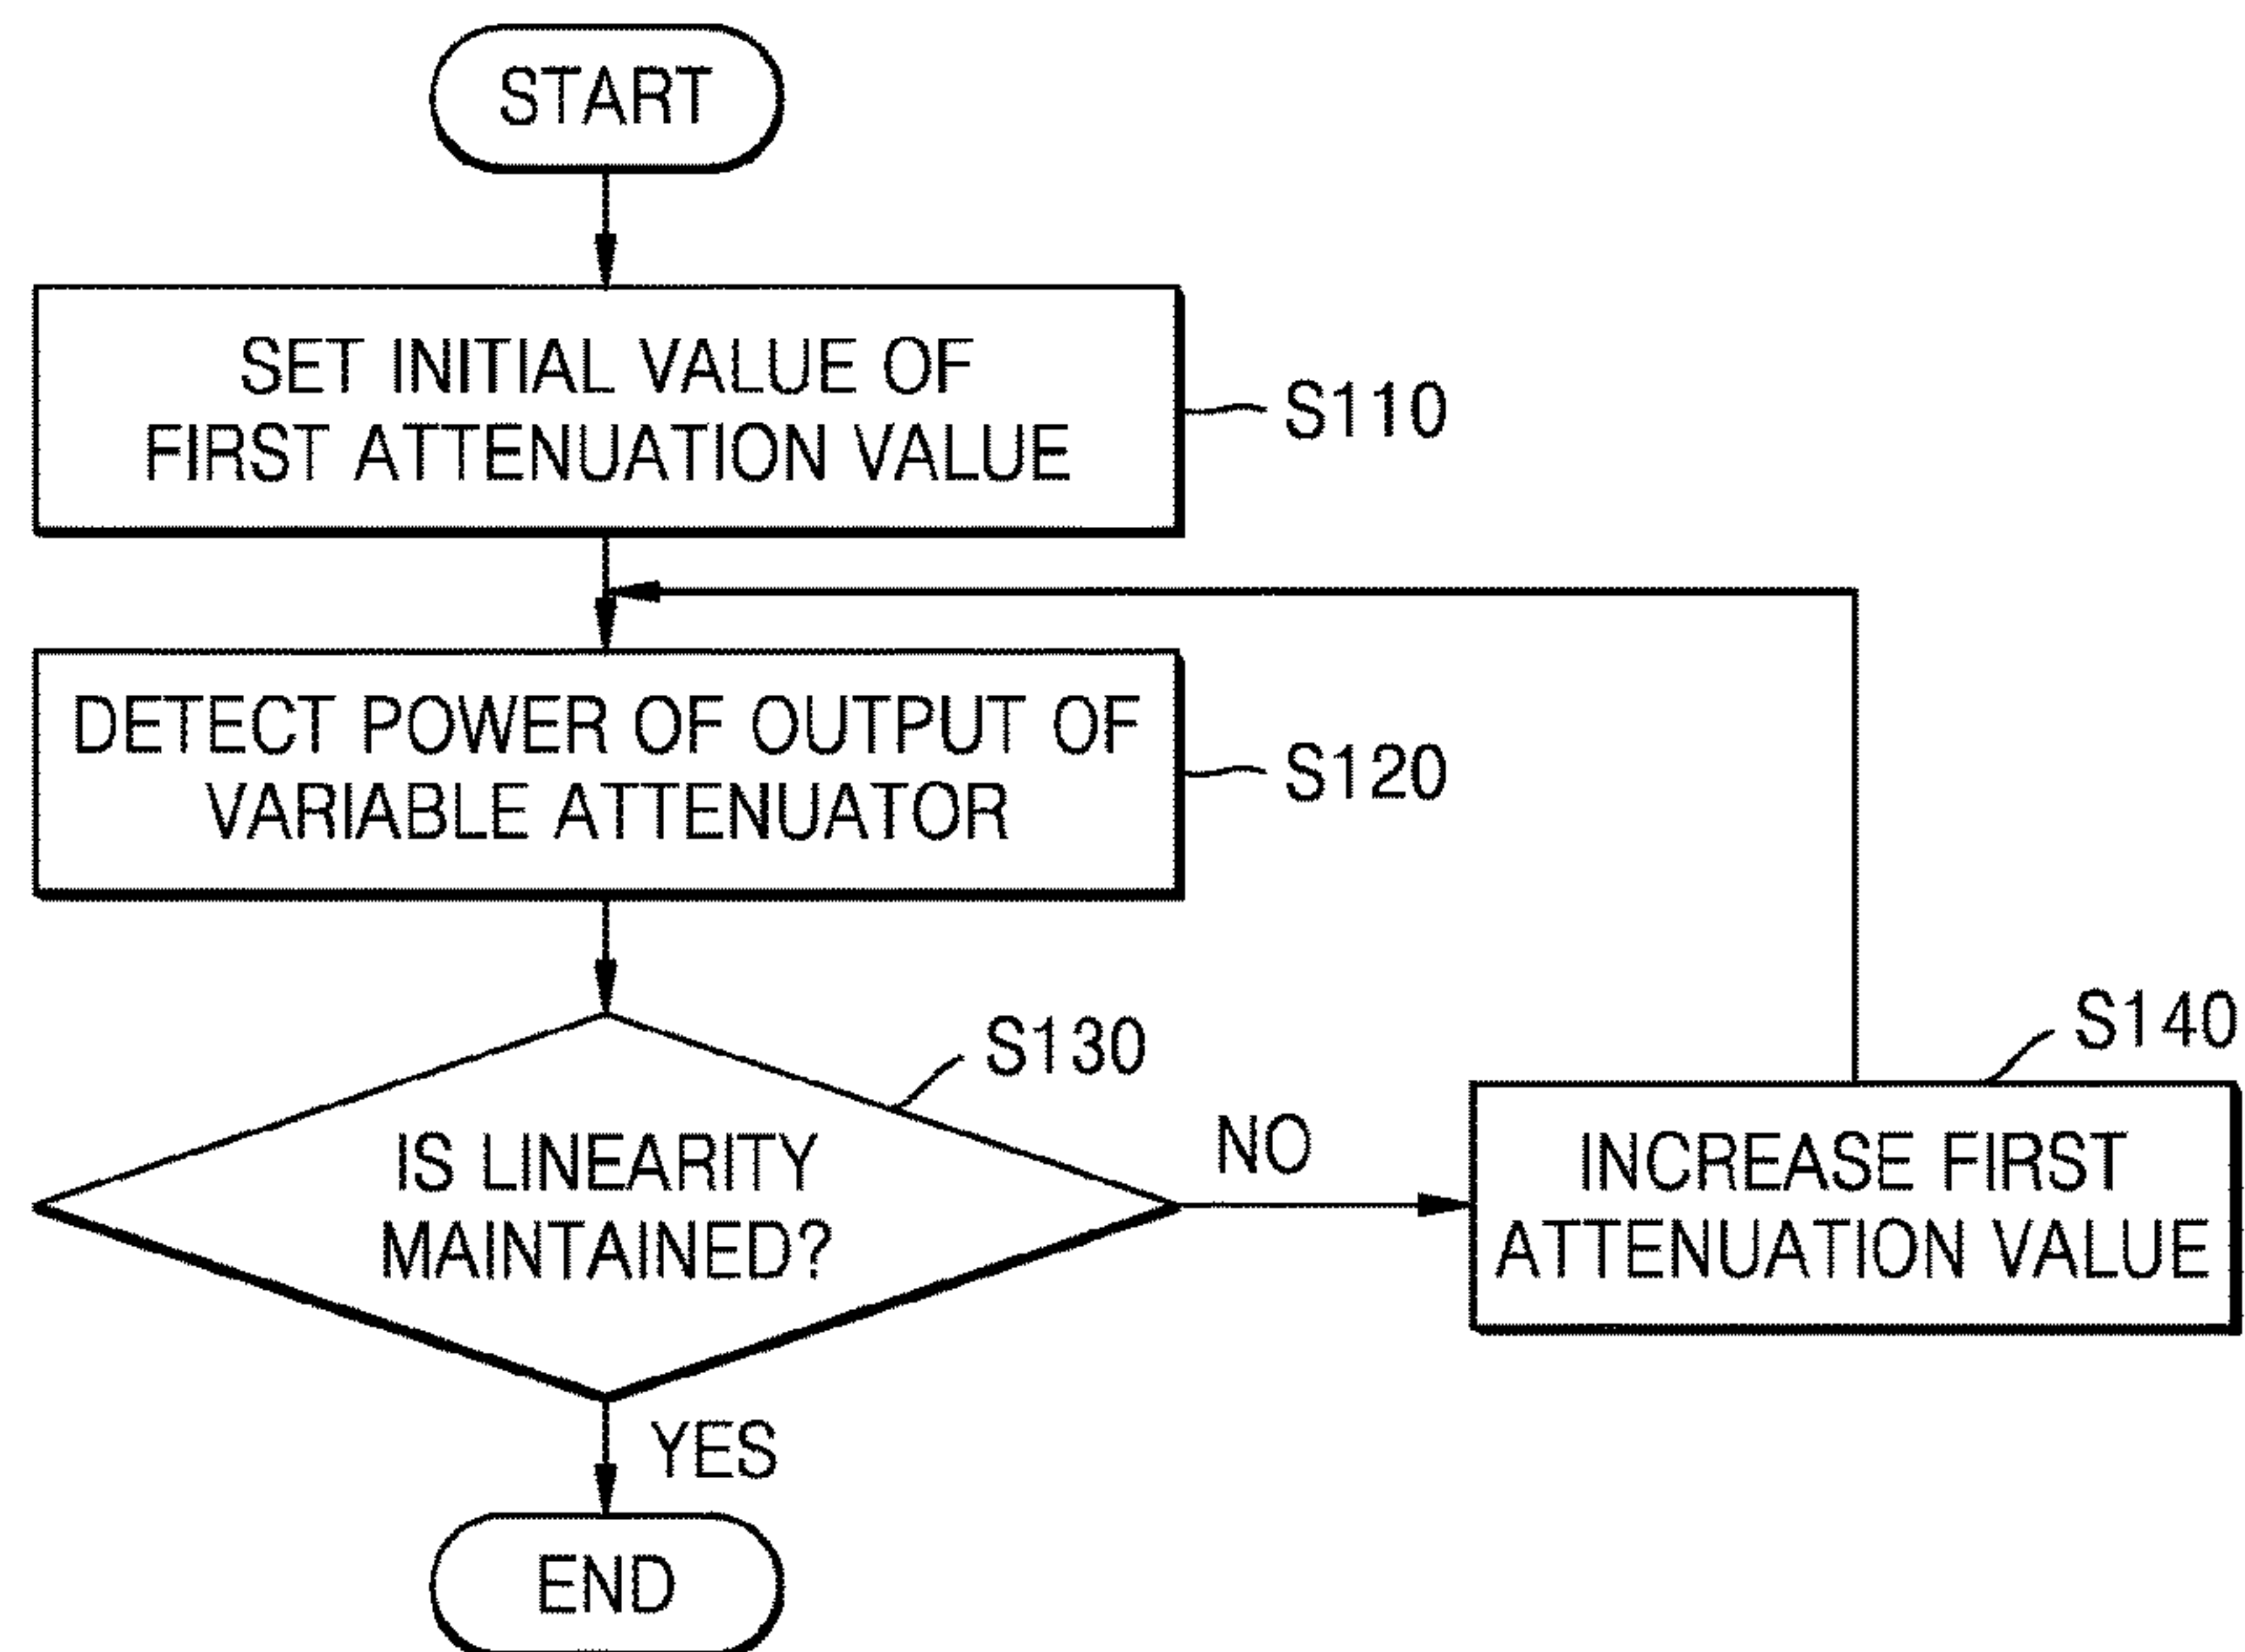 START
SET INITIAL VALUE OF
FIRST ATTENUATION VALUE
S110
DETECT POWER OF OUTPUT OF
VARIABLE ATTENUATOR
S120
S130
IS LINEARITY
MAINTAINED?
NO
S140
INCREASE FIRST
ATTENUATION VALUE
YES
END